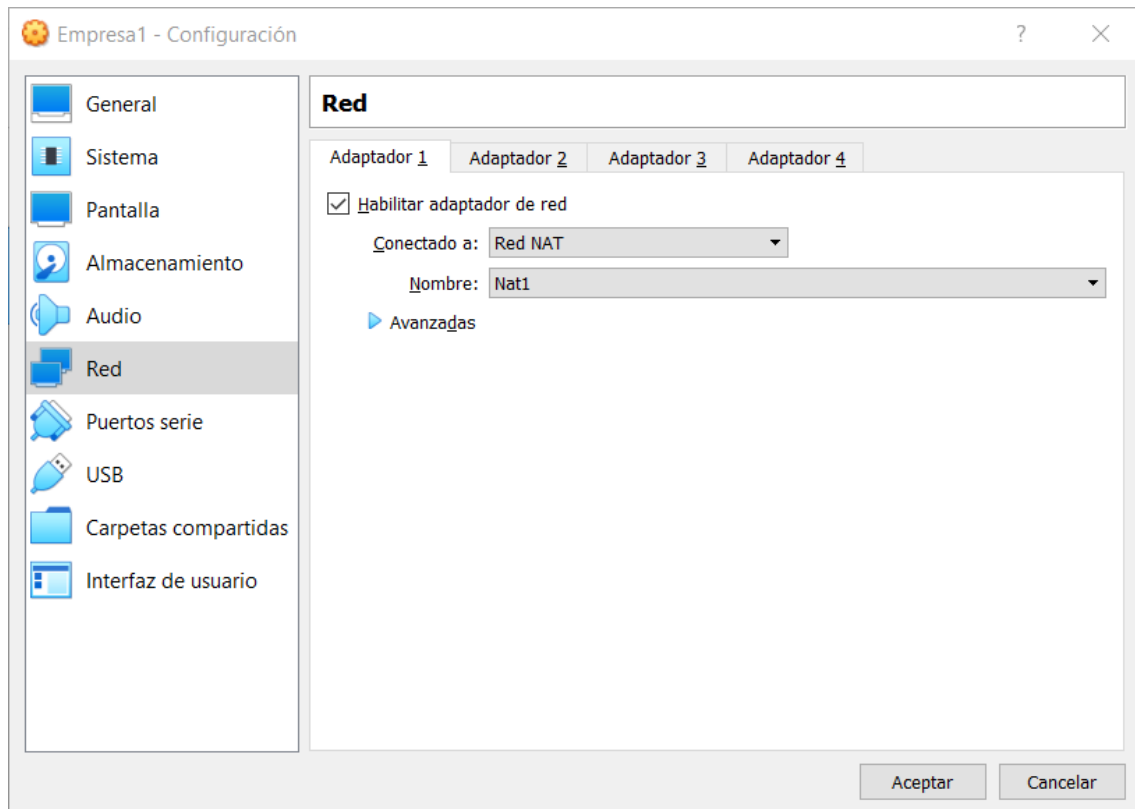 Empresa1 - Configuración ?
General
Sistema
Pantalla
Almacenamiento
Audio
Red
Puertos serie
USB
Carpetas compartidas
Interfaz de usuario
Red
Adaptador 1 Adaptador 2 Adaptador 3 Adaptador 4
Habilitar adaptador de red
Conectado a: Red NAT
Nombre: Nat1
Avanzadas
Aceptar Cancelar